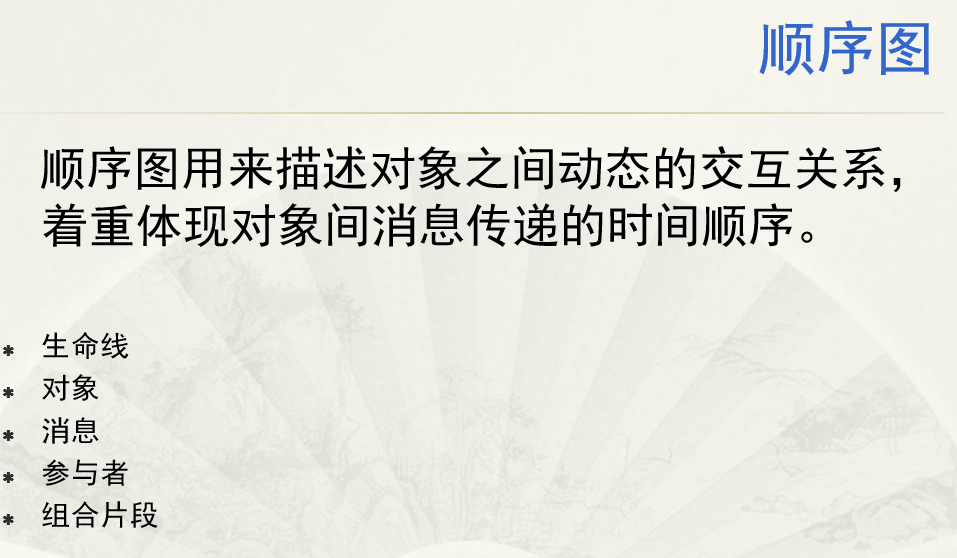 顺序图
顺序图用来描述对象之间动态的交互关系，
着重体现对象间消息传递的时间顺序。
* 生命线
* 对象
* 消息
* 参与者
* 组合片段